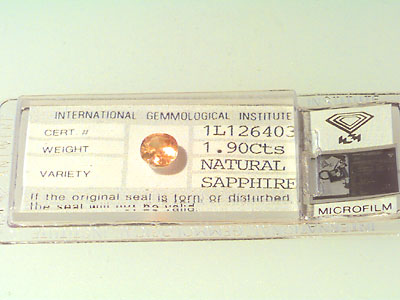 INTERNATIONAL GEMMOLOGICAL INSTITUTE
CERT. # 1L126403
WEIGHT 1.90Cts
VARIETY NATURAL
SAPPHIRE
If the original seal is torn or disturbed
the seal will not be valid.
MICROFILM